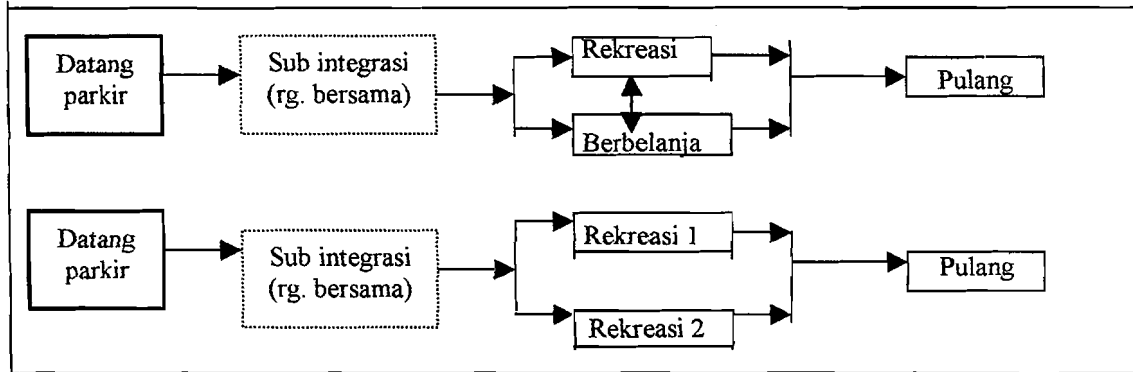 Datang
parkir
Sub integrasi
(rg. bersama)
Rekreasi
Berbelanja
Pulang
Datang
parkir
Sub integrasi
(rg. bersama)
Rekreasi 1
Rekreasi 2
Pulang